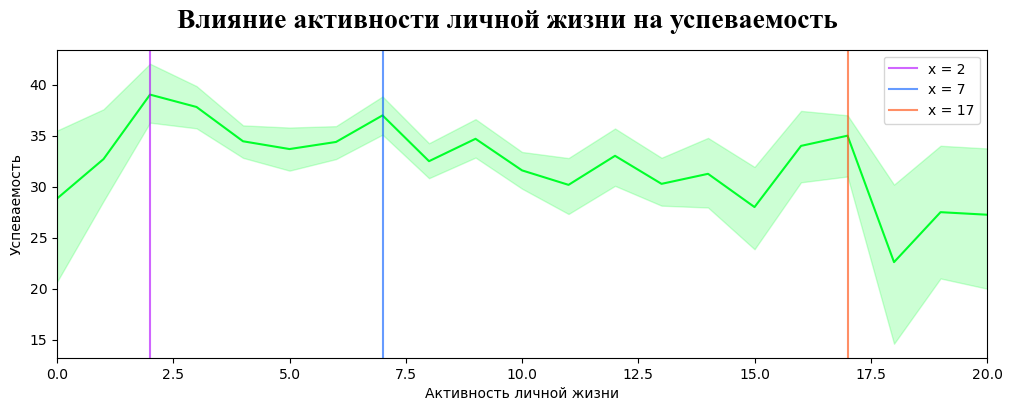 Влияние активности личной жизни на успеваемость
x = 2
x = 7
x = 17
Успеваемость
40
35
30
25
20
15
0.0 2.5 5.0 7.5 10.0 12.5 15.0 17.5 20.0
Активность личной жизни